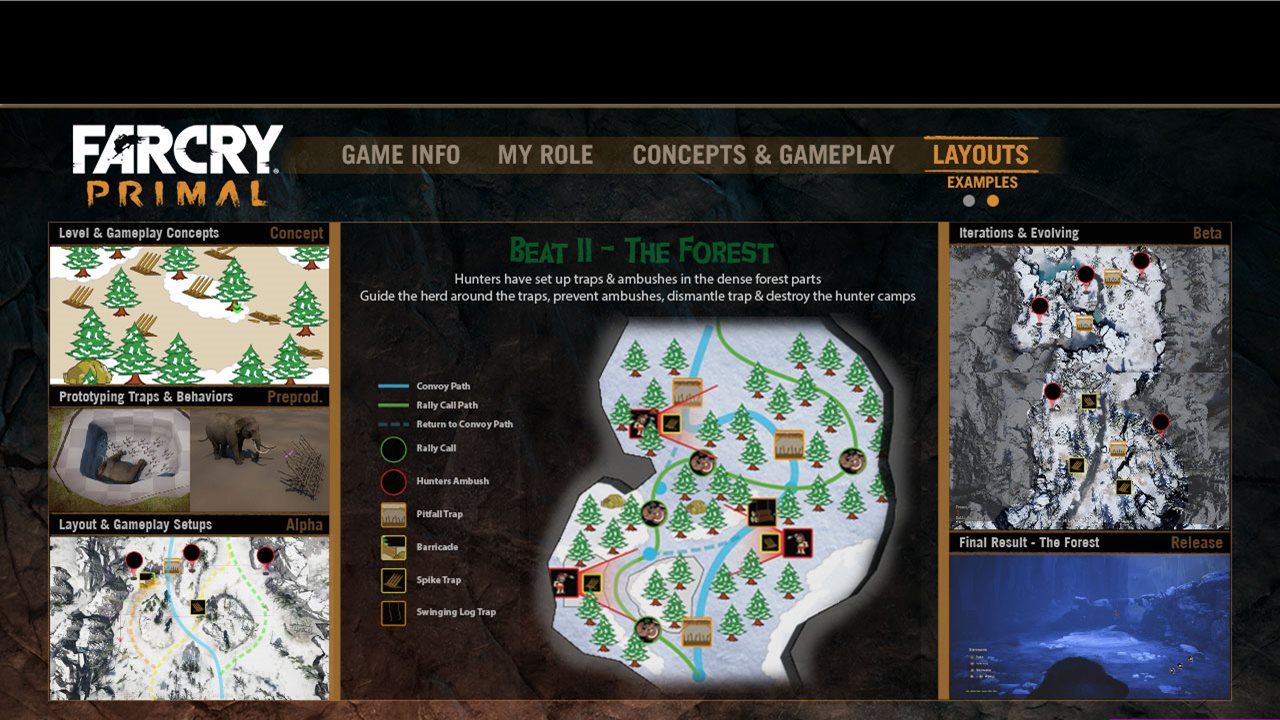 FARCRY
PRIMAL
GAME INFO
MY ROLE
CONCEPTS & GAMEPLAY
LAYOUTS
EXAMPLES
Level & Gameplay Concepts
Concept
Prototyping Traps & Behaviors
Preprod.
Layout & Gameplay Setups
Alpha
BEAT II - THE FOREST
Hunters have set up traps & ambushes in the dense forest parts
Guide the herd around the traps, prevent ambushes, dismantle trap & destroy the hunter camps
Convoy Path
Rally Call Path
Return to Convoy Path
Rally Call
Hunters Ambush
Pitfall Trap
Barricade
Spike Trap
Swinging Log Trap
Iterations & Evolving
Beta
Final Result - The Forest
Release